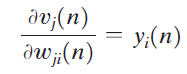 ∂v_j(n)/∂w_ji(n) = y_i(n)